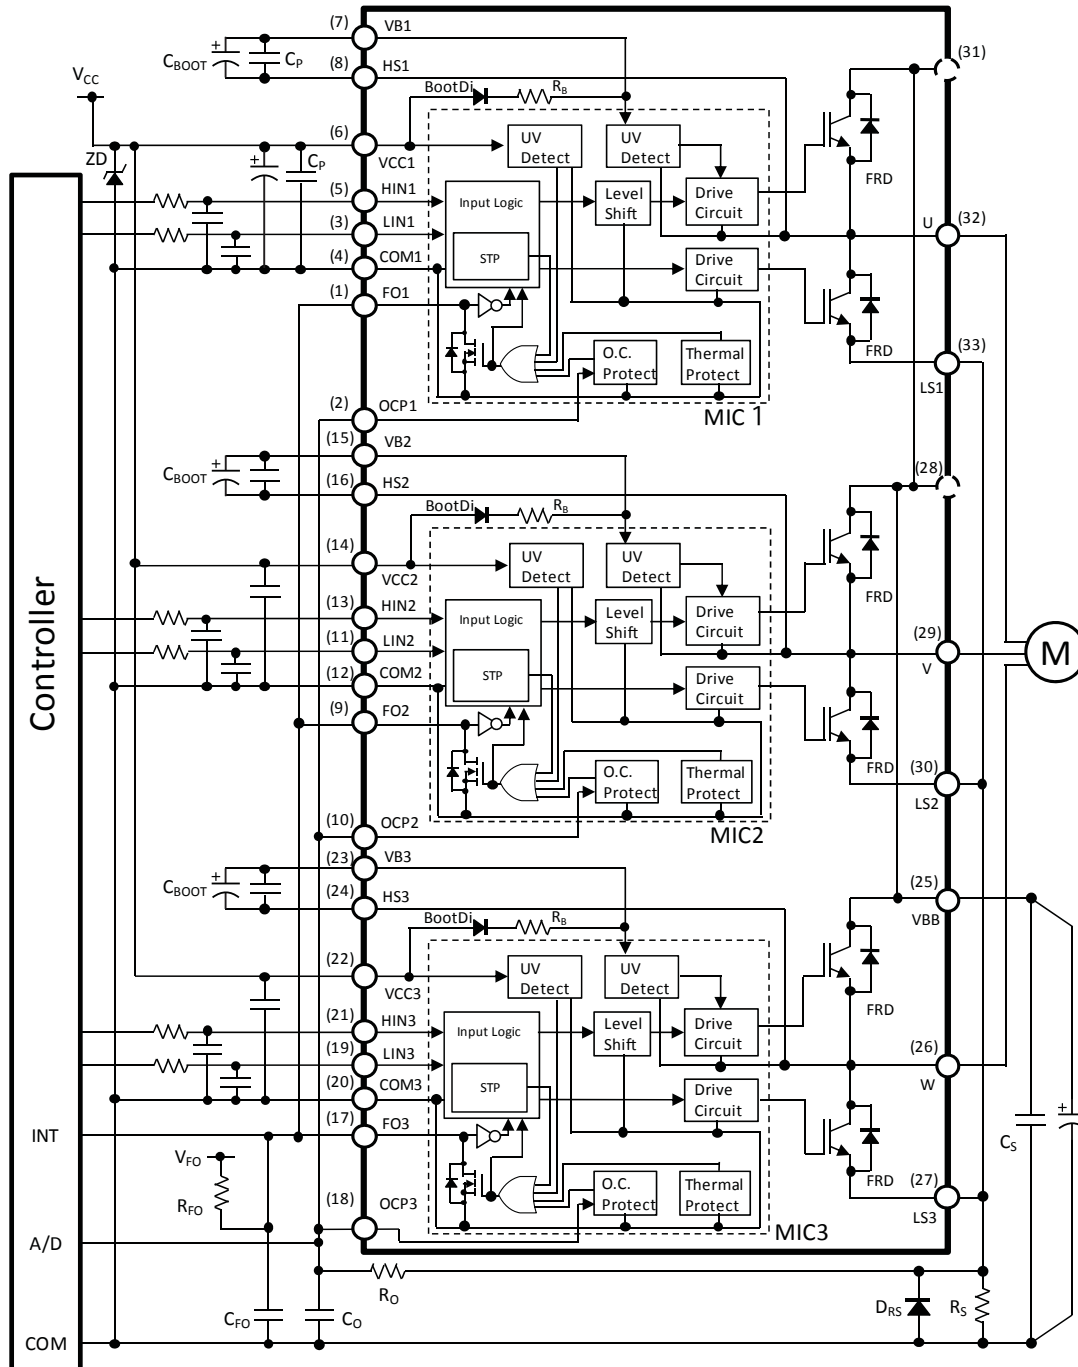 (7) VB1
C_BOOT + C_P
(8) HS1
(31)
V_CC
BootDi R_B
(6) VCC1
ZD + C_P
UV Detect
UV Detect
FRD
(5) HIN1
Input Logic
Level Shift
Drive Circuit
(3) LIN1
U (32)
STP
(4) COM1
Drive Circuit
(1) FO1
FRD
(33)
LS1
O.C. Protect
Thermal Protect
(2) OCP1
MIC 1
(15) VB2
C_BOOT +
(16) HS2
(28)
BootDi R_B
(14) VCC2
UV Detect
UV Detect
FRD
(13) HIN2
Input Logic
Level Shift
Drive Circuit
(11) LIN2
(29)
V
M
STP
(12) COM2
Drive Circuit
(9) FO2
FRD
(30)
LS2
O.C. Protect
Thermal Protect
(10) OCP2
MIC2
(23) VB3
C_BOOT +
(24) HS3
(25)
VBB
BootDi R_B
(22) VCC3
UV Detect
UV Detect
FRD
(21) HIN3
Input Logic
Level Shift
Drive Circuit
(19) LIN3
(26)
W
STP
(20) COM3
Drive Circuit
(17) FO3
FRD
(27)
LS3
C_S +
O.C. Protect
Thermal Protect
(18) OCP3
MIC3
Controller
INT
V_FO
R_FO
A/D
R_O
C_FO
C_O
D_RS
R_S
COM